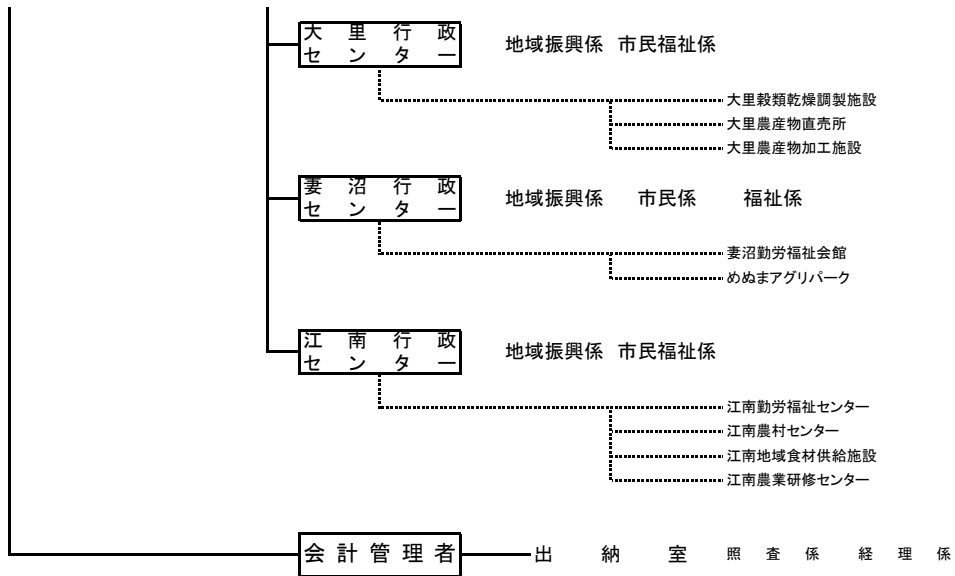 大里行政
センター
地域振興係 市民福祉係
大里穀類乾燥調製施設
大里農産物直売所
大里農産物加工施設
妻沼行政
センター
地域振興係 市民係 福祉係
妻沼勤労福祉会館
めぬまアグリパーク
江南行政
センター
地域振興係 市民福祉係
江南勤労福祉センター
江南農村センター
江南地域食材供給施設
江南農業研修センター
会計管理者 出納室 照査係 経理係